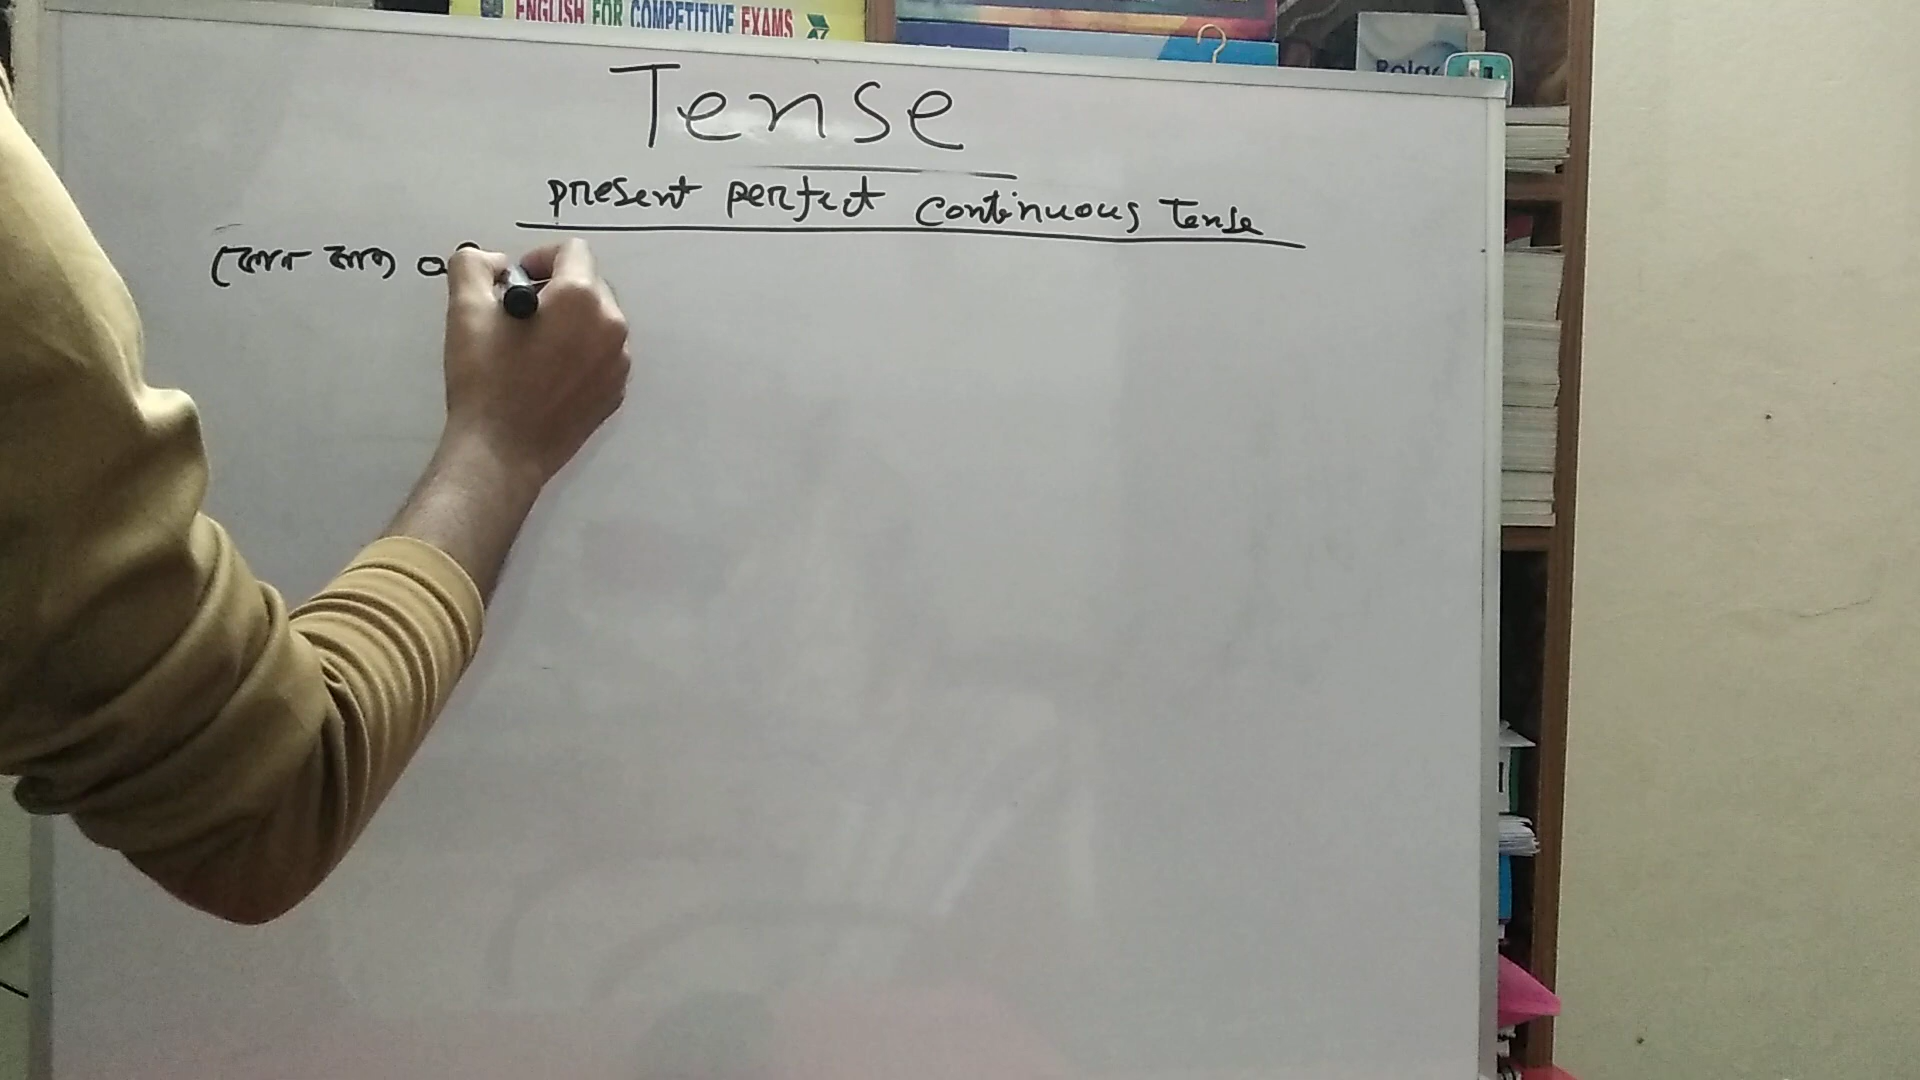 ENGLISH FOR COMPETITIVE EXAMS
Tense
present perfect continuous Tense
কোন কাজ